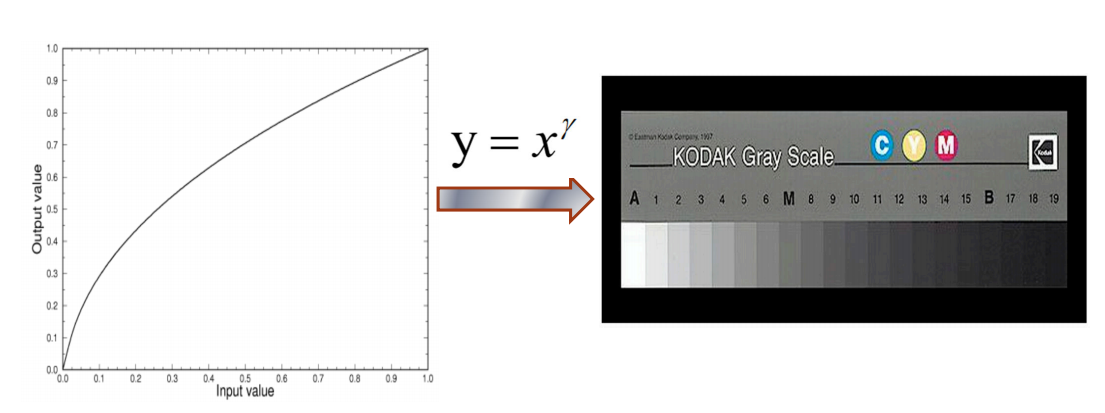 1.0
0.9
0.8
0.7
0.6
0.5
0.4
0.3
0.2
0.1
0.0
Output value
0.0 0.1 0.2 0.3 0.4 0.5 0.6 0.7 0.8 0.9 1.0
Input value
y = x^γ
© Eastman Kodak Company, 1997
KODAK Gray Scale
C Y M
Kodak
A 1 2 3 4 5 6 M 8 9 10 11 12 13 14 15 B 17 18 19